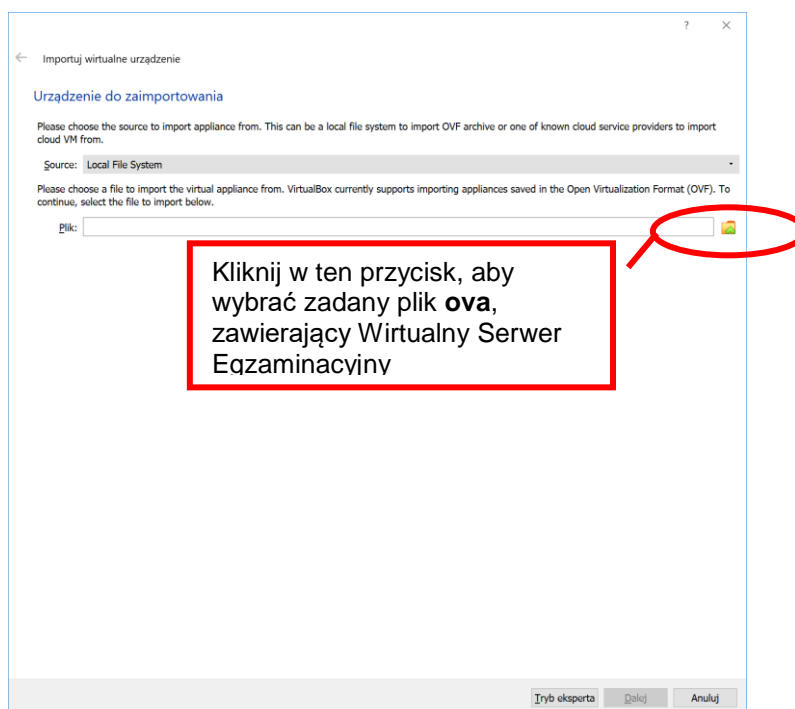 ? ×
← Importuj wirtualne urządzenie
Urządzenie do zaimportowania
Please choose the source to import appliance from. This can be a local file system to import OVF archive or one of known cloud service providers to import
cloud VM from.
Source: Local File System
Please choose a file to import the virtual appliance from. VirtualBox currently supports importing appliances saved in the Open Virtualization Format (OVF). To
continue, select the file to import below.
Plik:
Kliknij w ten przycisk, aby
wybrać zadany plik ova,
zawierający Wirtualny Serwer
Egzaminacyjny
Tryb eksperta Dalej Anuluj